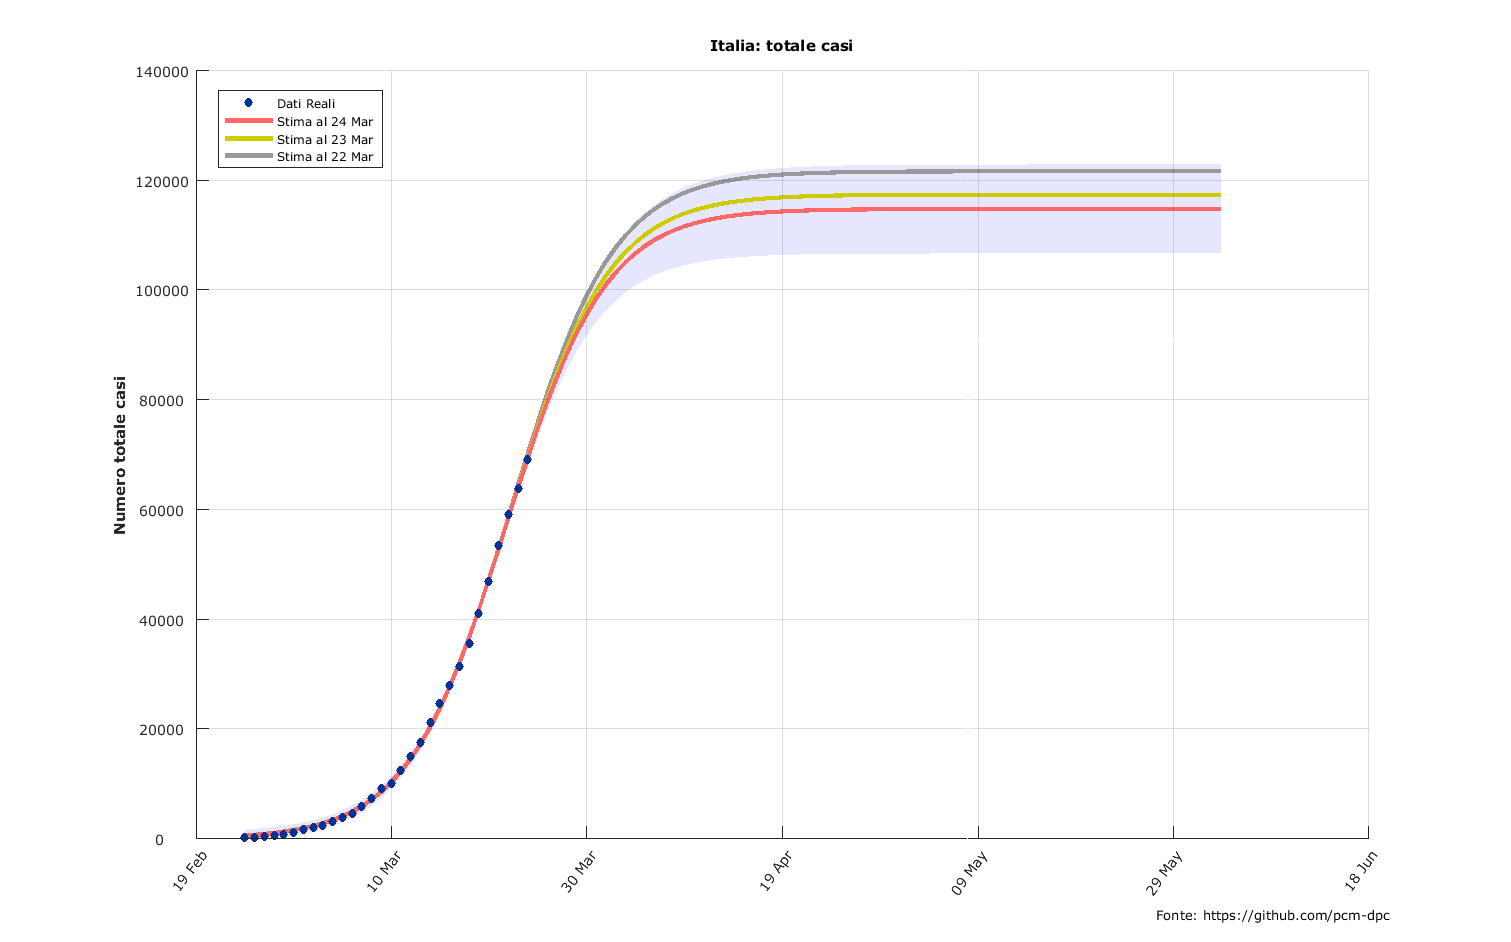 Italia: totale casi
140000
120000
100000
80000
60000
40000
20000
0
Numero totale casi
Dati Reali
Stima al 24 Mar
Stima al 23 Mar
Stima al 22 Mar
19 Feb
10 Mar
30 Mar
19 Apr
09 May
29 May
18 Jun
Fonte: https://github.com/pcm-dpc